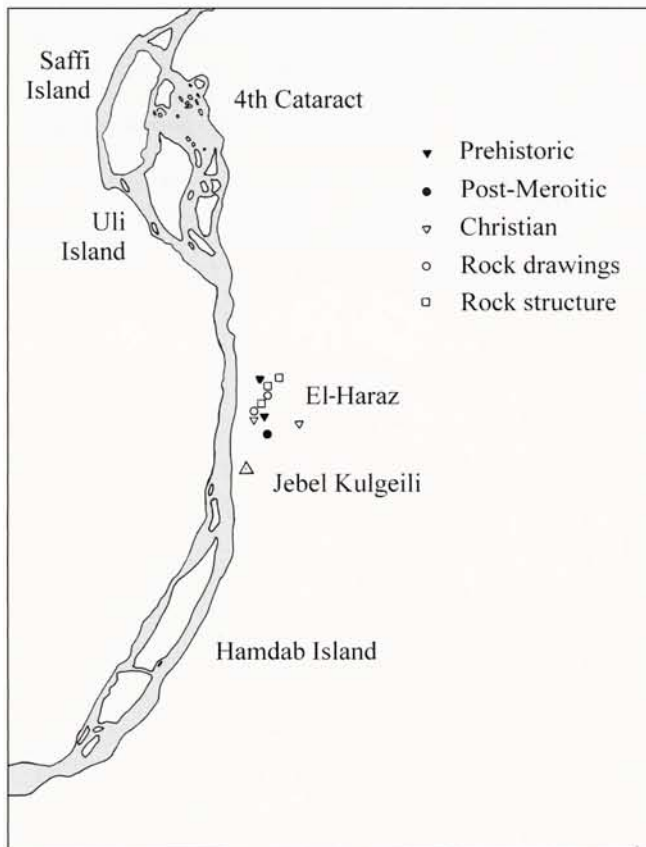 Saffi
Island
4th Cataract
Prehistoric
Post-Meroitic
Christian
Rock drawings
Rock structure
Uli
Island
El-Haraz
Jebel Kulgeili
Hamdab Island